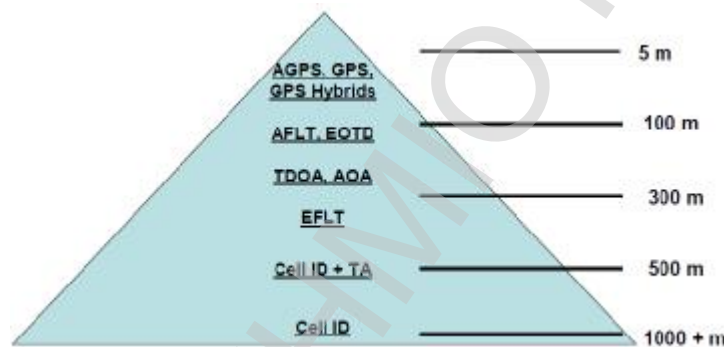 5 m
AGPS, GPS,
GPS Hybrids
100 m
AFLT, EOTD
TDOA, AOA
300 m
EFLT
Cell ID + TA
500 m
Cell ID
1000 + m